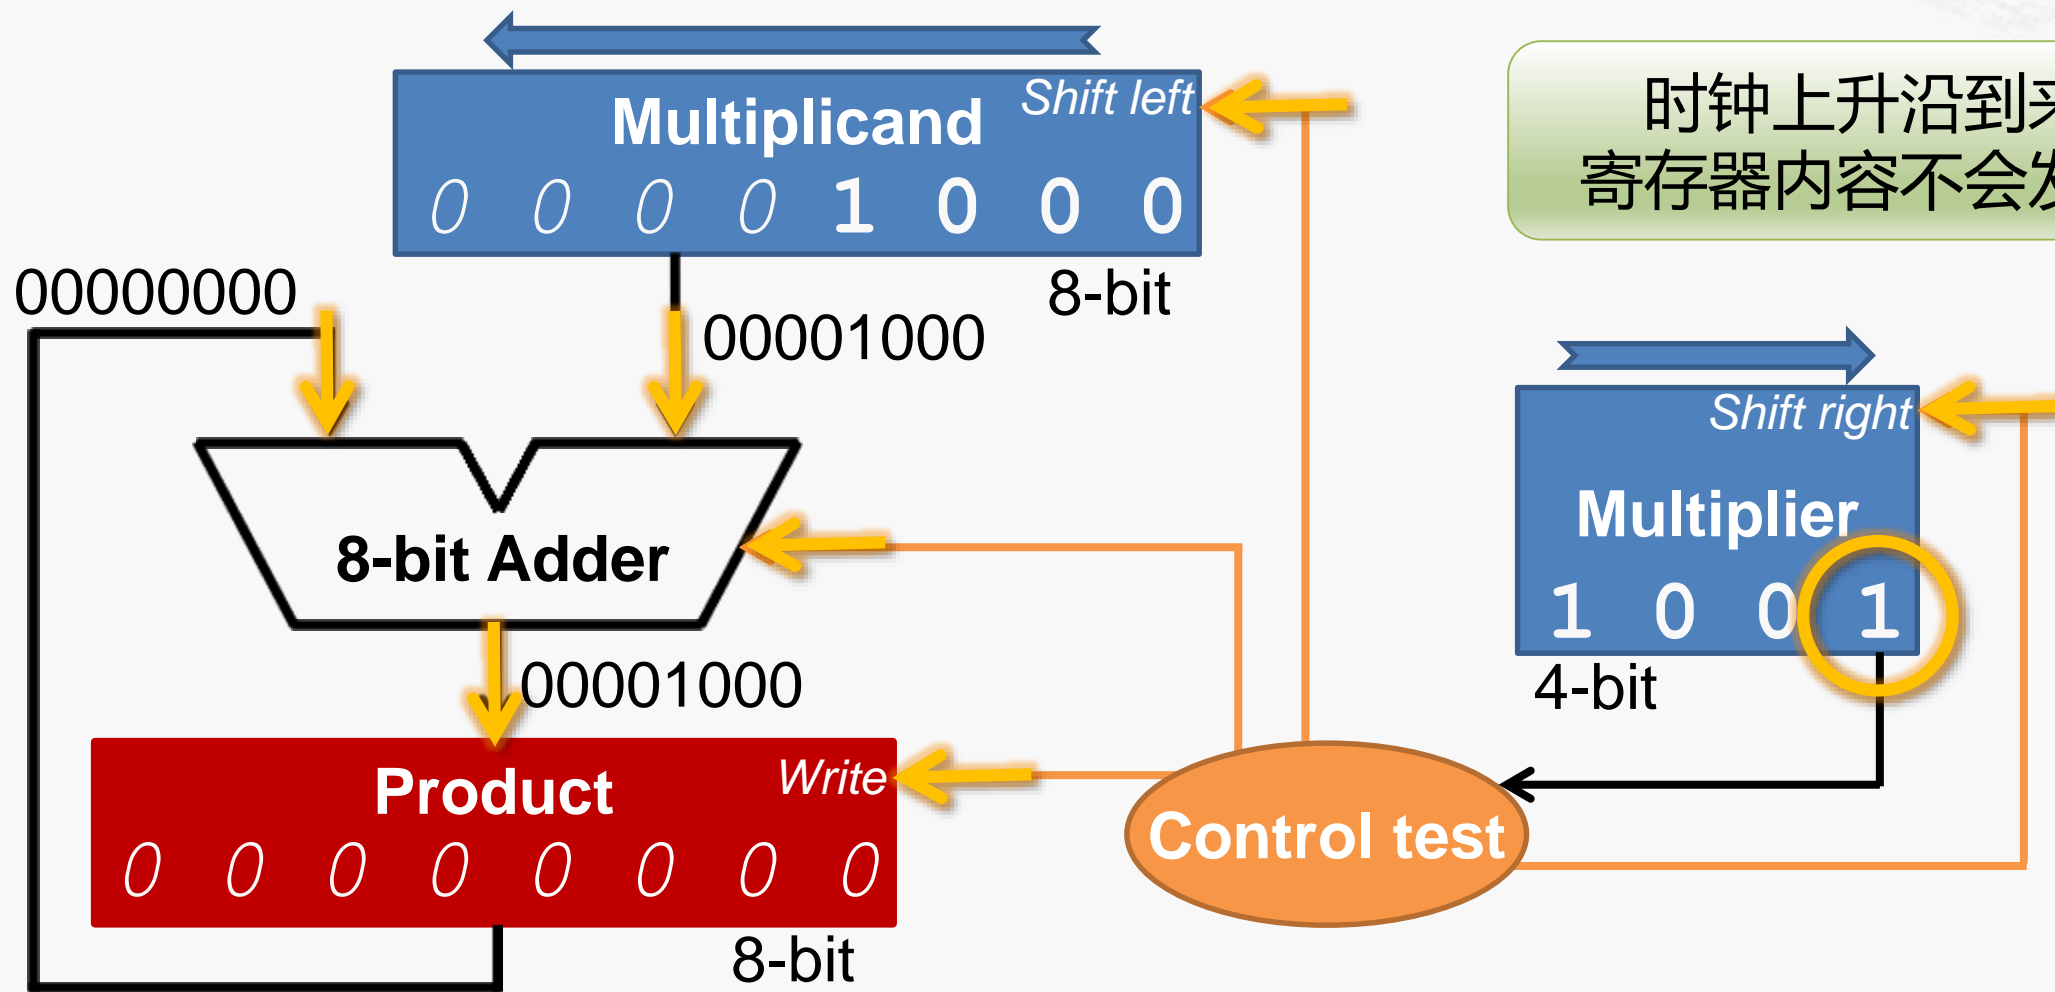 Shift left
Multiplicand
0 0 0 0 1 0 0 0
8-bit
00000000
00001000
时钟上升沿到
寄存器内容不会
Shift right
Multiplier
1 0 0 1
4-bit
8-bit Adder
00001000
Product
Write
0 0 0 0 0 0 0 0
8-bit
Control test